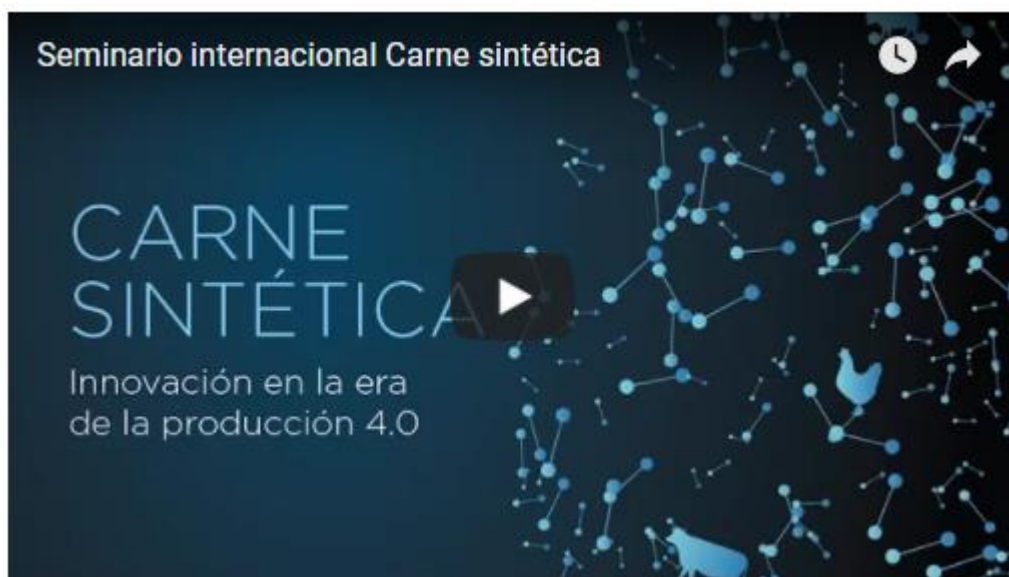 Seminario internacional Carne sintética
CARNE
SINTÉTICA
Innovación en la era
de la producción 4.0